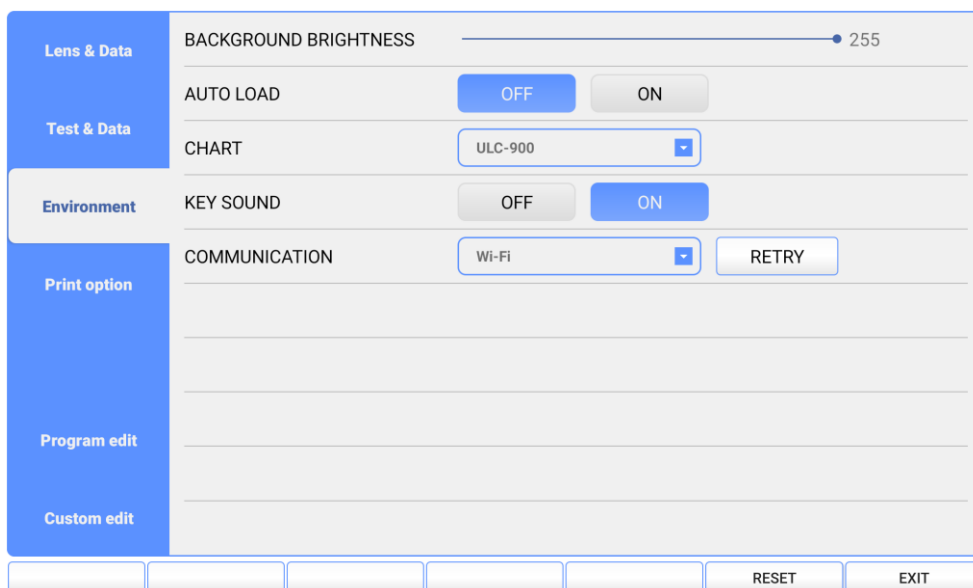 Lens & Data
Test & Data
Environment
Print option
Program edit
Custom edit
BACKGROUND BRIGHTNESS 255
AUTO LOAD OFF ON
CHART ULC-900
KEY SOUND OFF ON
COMMUNICATION Wi-Fi RETRY
RESET EXIT